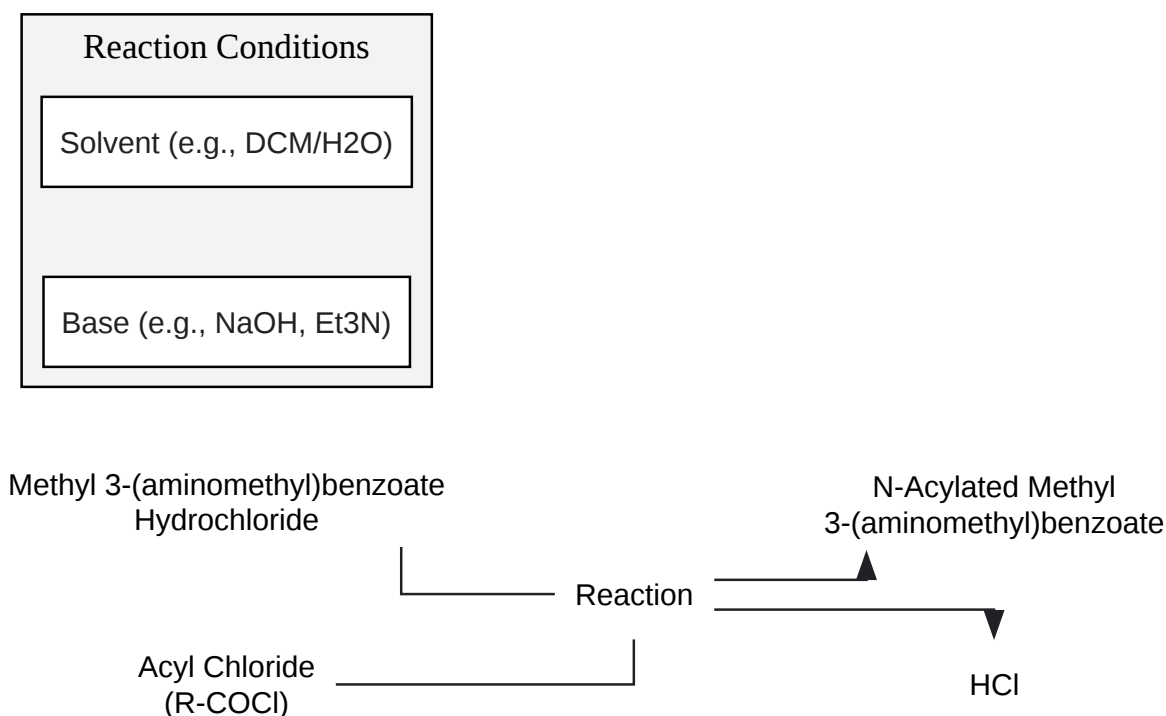 Reaction Conditions
Solvent (e.g., DCM/H2O)
Base (e.g., NaOH, Et3N)
Methyl 3-(aminomethyl)benzoate
Hydrochloride
N-Acylated Methyl
3-(aminomethyl)benzoate
Reaction
Acyl Chloride
(R-COCl)
HCl